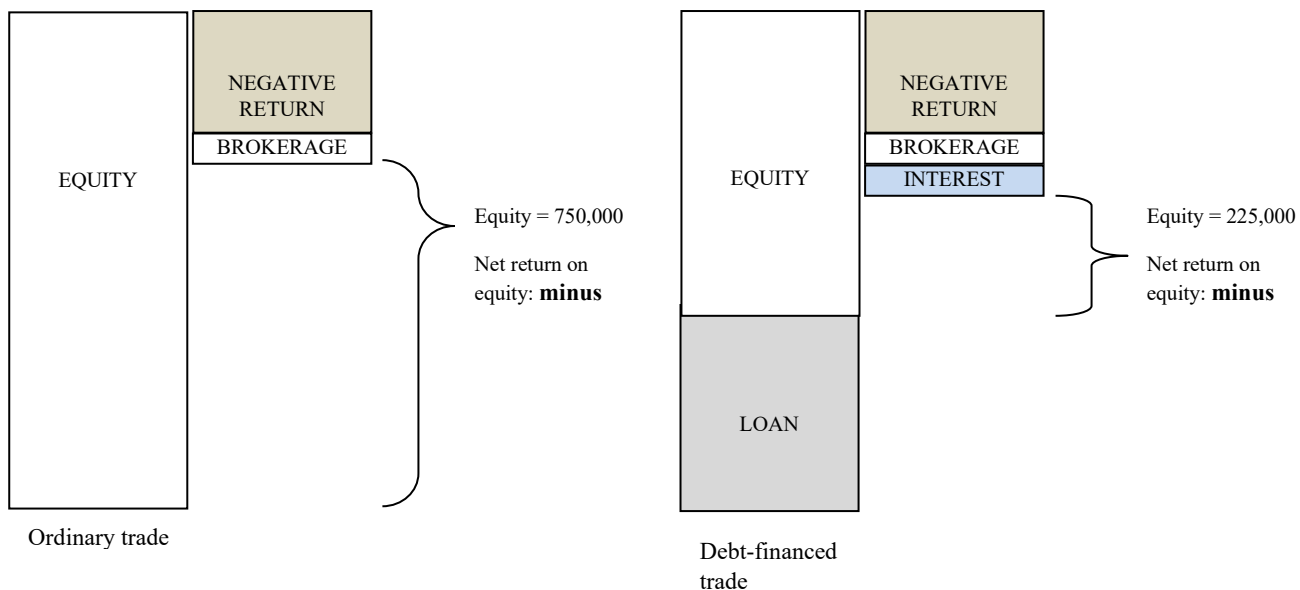 EQUITY
NEGATIVE
RETURN
BROKERAGE
Equity = 750,000
Net return on
equity: minus
Ordinary trade
EQUITY
LOAN
NEGATIVE
RETURN
BROKERAGE
INTEREST
Equity = 225,000
Net return on
equity: minus
Debt-financed
trade